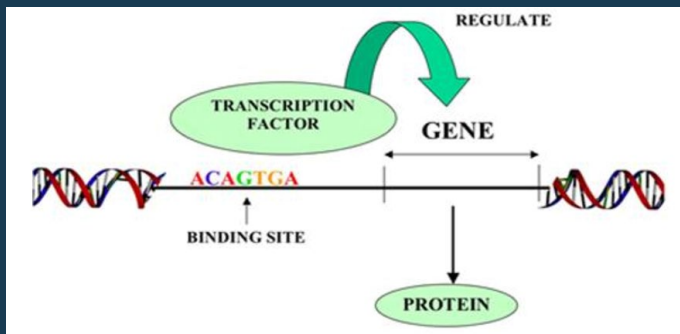 REGULATE
TRANSCRIPTION
FACTOR
GENE
ACAGTGA
BINDING SITE
PROTEIN